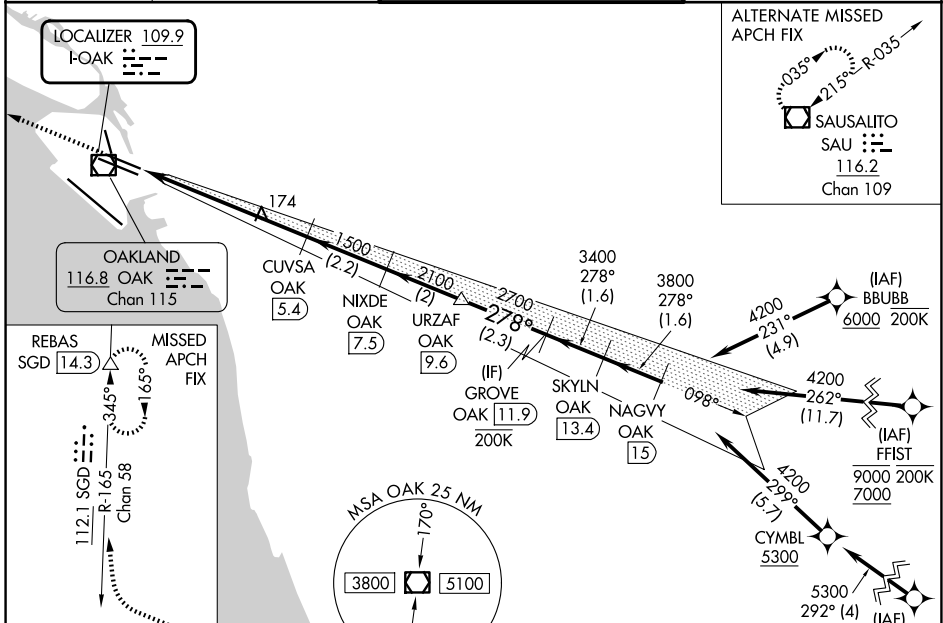 LOCALIZER 109.9
I-OAK
OAKLAND
116.8 OAK
Chan 115
ALTERNATE MISSED
APCH FIX
035°
215°
R-035
SAUSALITO
SAU
116.2
Chan 109
174
CUVSA
OAK
5.4
1500
(2.2)
NIXDE
OAK
7.5
2100
(2)
URZAF
OAK
9.6
2700
278°
(2.3)
(IF)
GROVE
OAK 11.9
200K
3400
278°
(1.6)
SKYLN
OAK
13.4
3800
278°
(1.6)
NAGVY
OAK
15
098°
4200
231°
(4.9)
(IAF)
BBUBB
6000 200K
4200
262°
(11.7)
(IAF)
FFIST
9000 200K
7000
4200
299°
(5.7)
CYMBL
5300
5300
292° (4)
(IAF)
REBAS
SGD 14.3
MISSED
APCH
FIX
345°
165°
112.1 SGD
R-165
Chan 58
MSA OAK 25 NM
170°
3800
5100